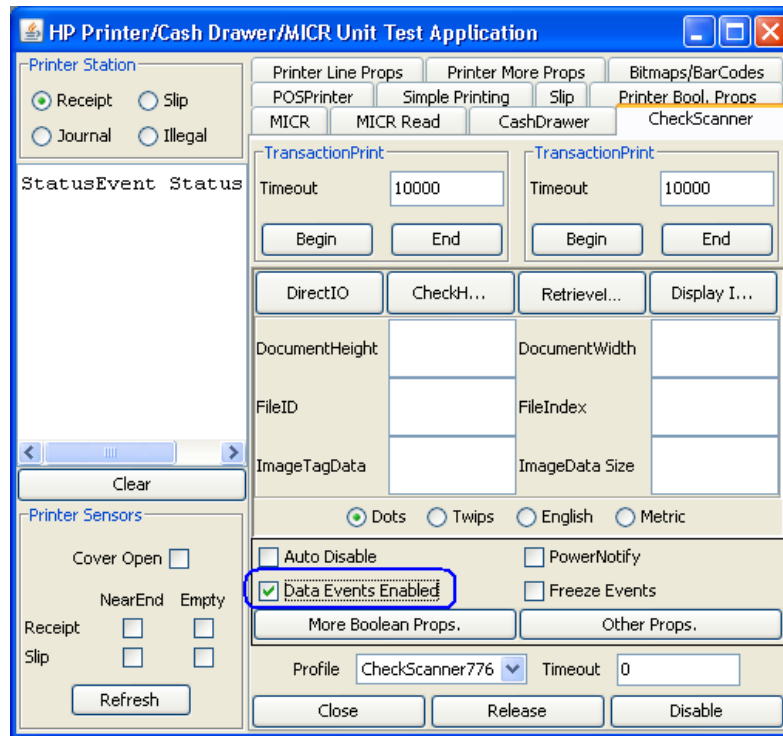 HP Printer/Cash Drawer/MICR Unit Test Application
Printer Station
Receipt Slip
Journal Illegal
StatusEvent Status
Clear
Printer Sensors
Cover Open
NearEnd Empty
Receipt
Slip
Refresh
Printer Line Props Printer More Props Bitmaps/BarCodes
POSPrinter Simple Printing Slip Printer Bool. Props
MICR MICR Read CashDrawer CheckScanner
TransactionPrint TransactionPrint
Timeout 10000 Timeout 10000
Begin End Begin End
DirectIO CheckH... RetrieveI... Display I...
DocumentHeight DocumentWidth
FileID FileIndex
ImageTagData ImageData Size
Dots Twips English Metric
Auto Disable PowerNotify
Data Events Enabled Freeze Events
More Boolean Props. Other Props.
Profile CheckScanner776 Timeout 0
Close Release Disable